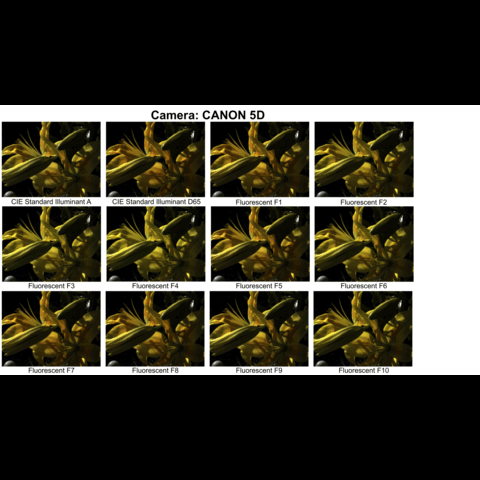 Camera: CANON 5D
CIE Standard Illuminant A
CIE Standard Illuminant D65
Fluorescent F1
Fluorescent F2
Fluorescent F3
Fluorescent F4
Fluorescent F5
Fluorescent F6
Fluorescent F7
Fluorescent F8
Fluorescent F9
Fluorescent F10